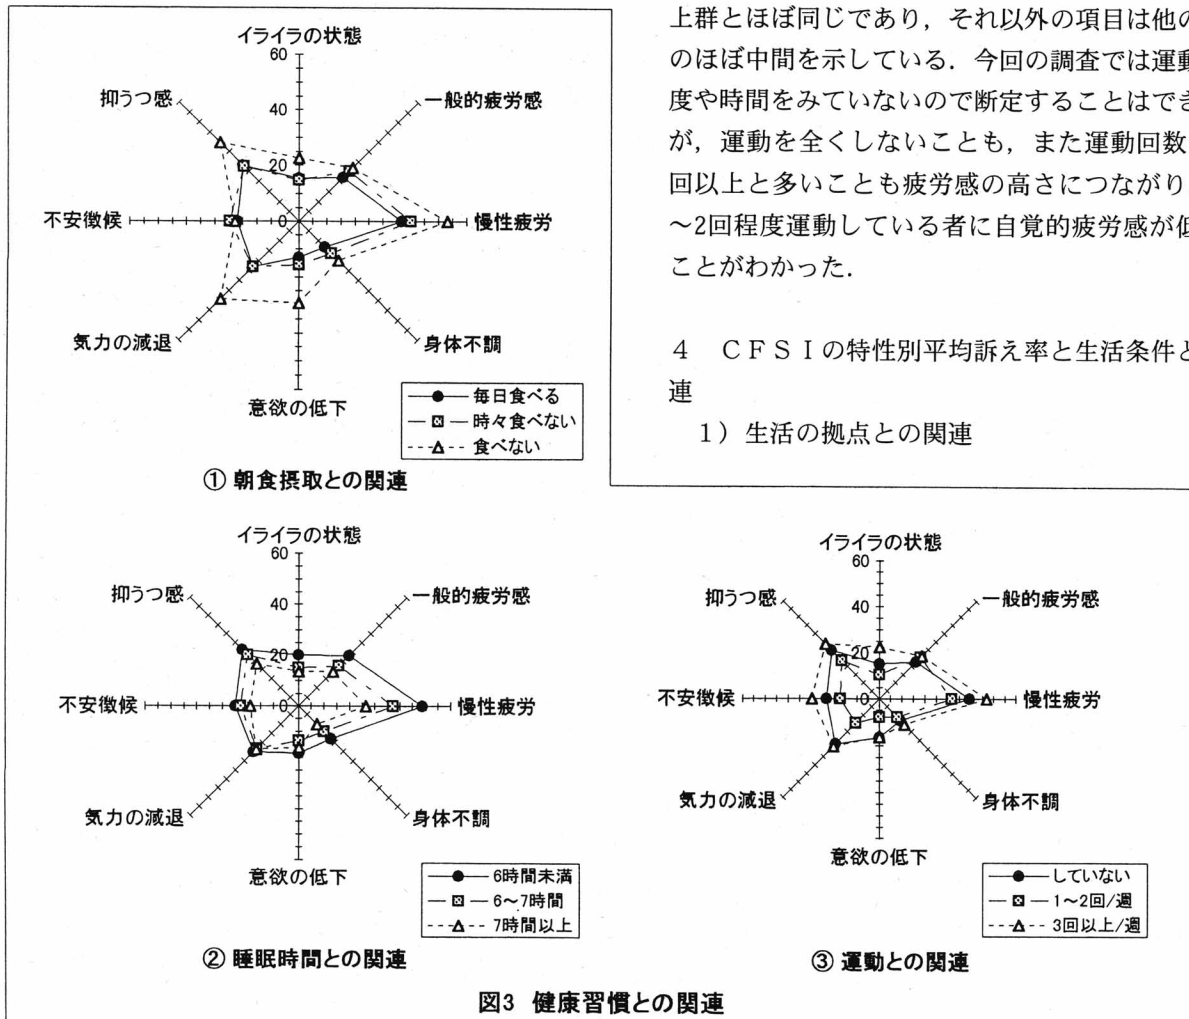 イライラの状態
60
40
20
0
一般的疲労感
慢性疲労
身体不調
意欲の低下
気力の減退
不安徴候
抑うつ感
毎日食べる
時々食べない
食べない
① 朝食摂取との関連
上群とほぼ同じであり，それ以外の項目は他の
のほぼ中間を示している．今回の調査では運動
度や時間をみていないので断定することはでき
が，運動を全くしないことも，また運動回数
回以上と多いことも疲労感の高さにつながり
～2回程度運動している者に自覚的疲労感が低
ことがわかった．
4　ＣＦＳＩの特性別平均訴え率と生活条件と
連
1）生活の拠点との関連
イライラの状態
60
40
20
0
一般的疲労感
慢性疲労
身体不調
意欲の低下
気力の減退
不安徴候
抑うつ感
6時間未満
6～7時間
7時間以上
② 睡眠時間との関連
イライラの状態
60
40
20
0
一般的疲労感
慢性疲労
身体不調
意欲の低下
気力の減退
不安徴候
抑うつ感
していない
1～2回/週
3回以上/週
③ 運動との関連
図3 健康習慣との関連